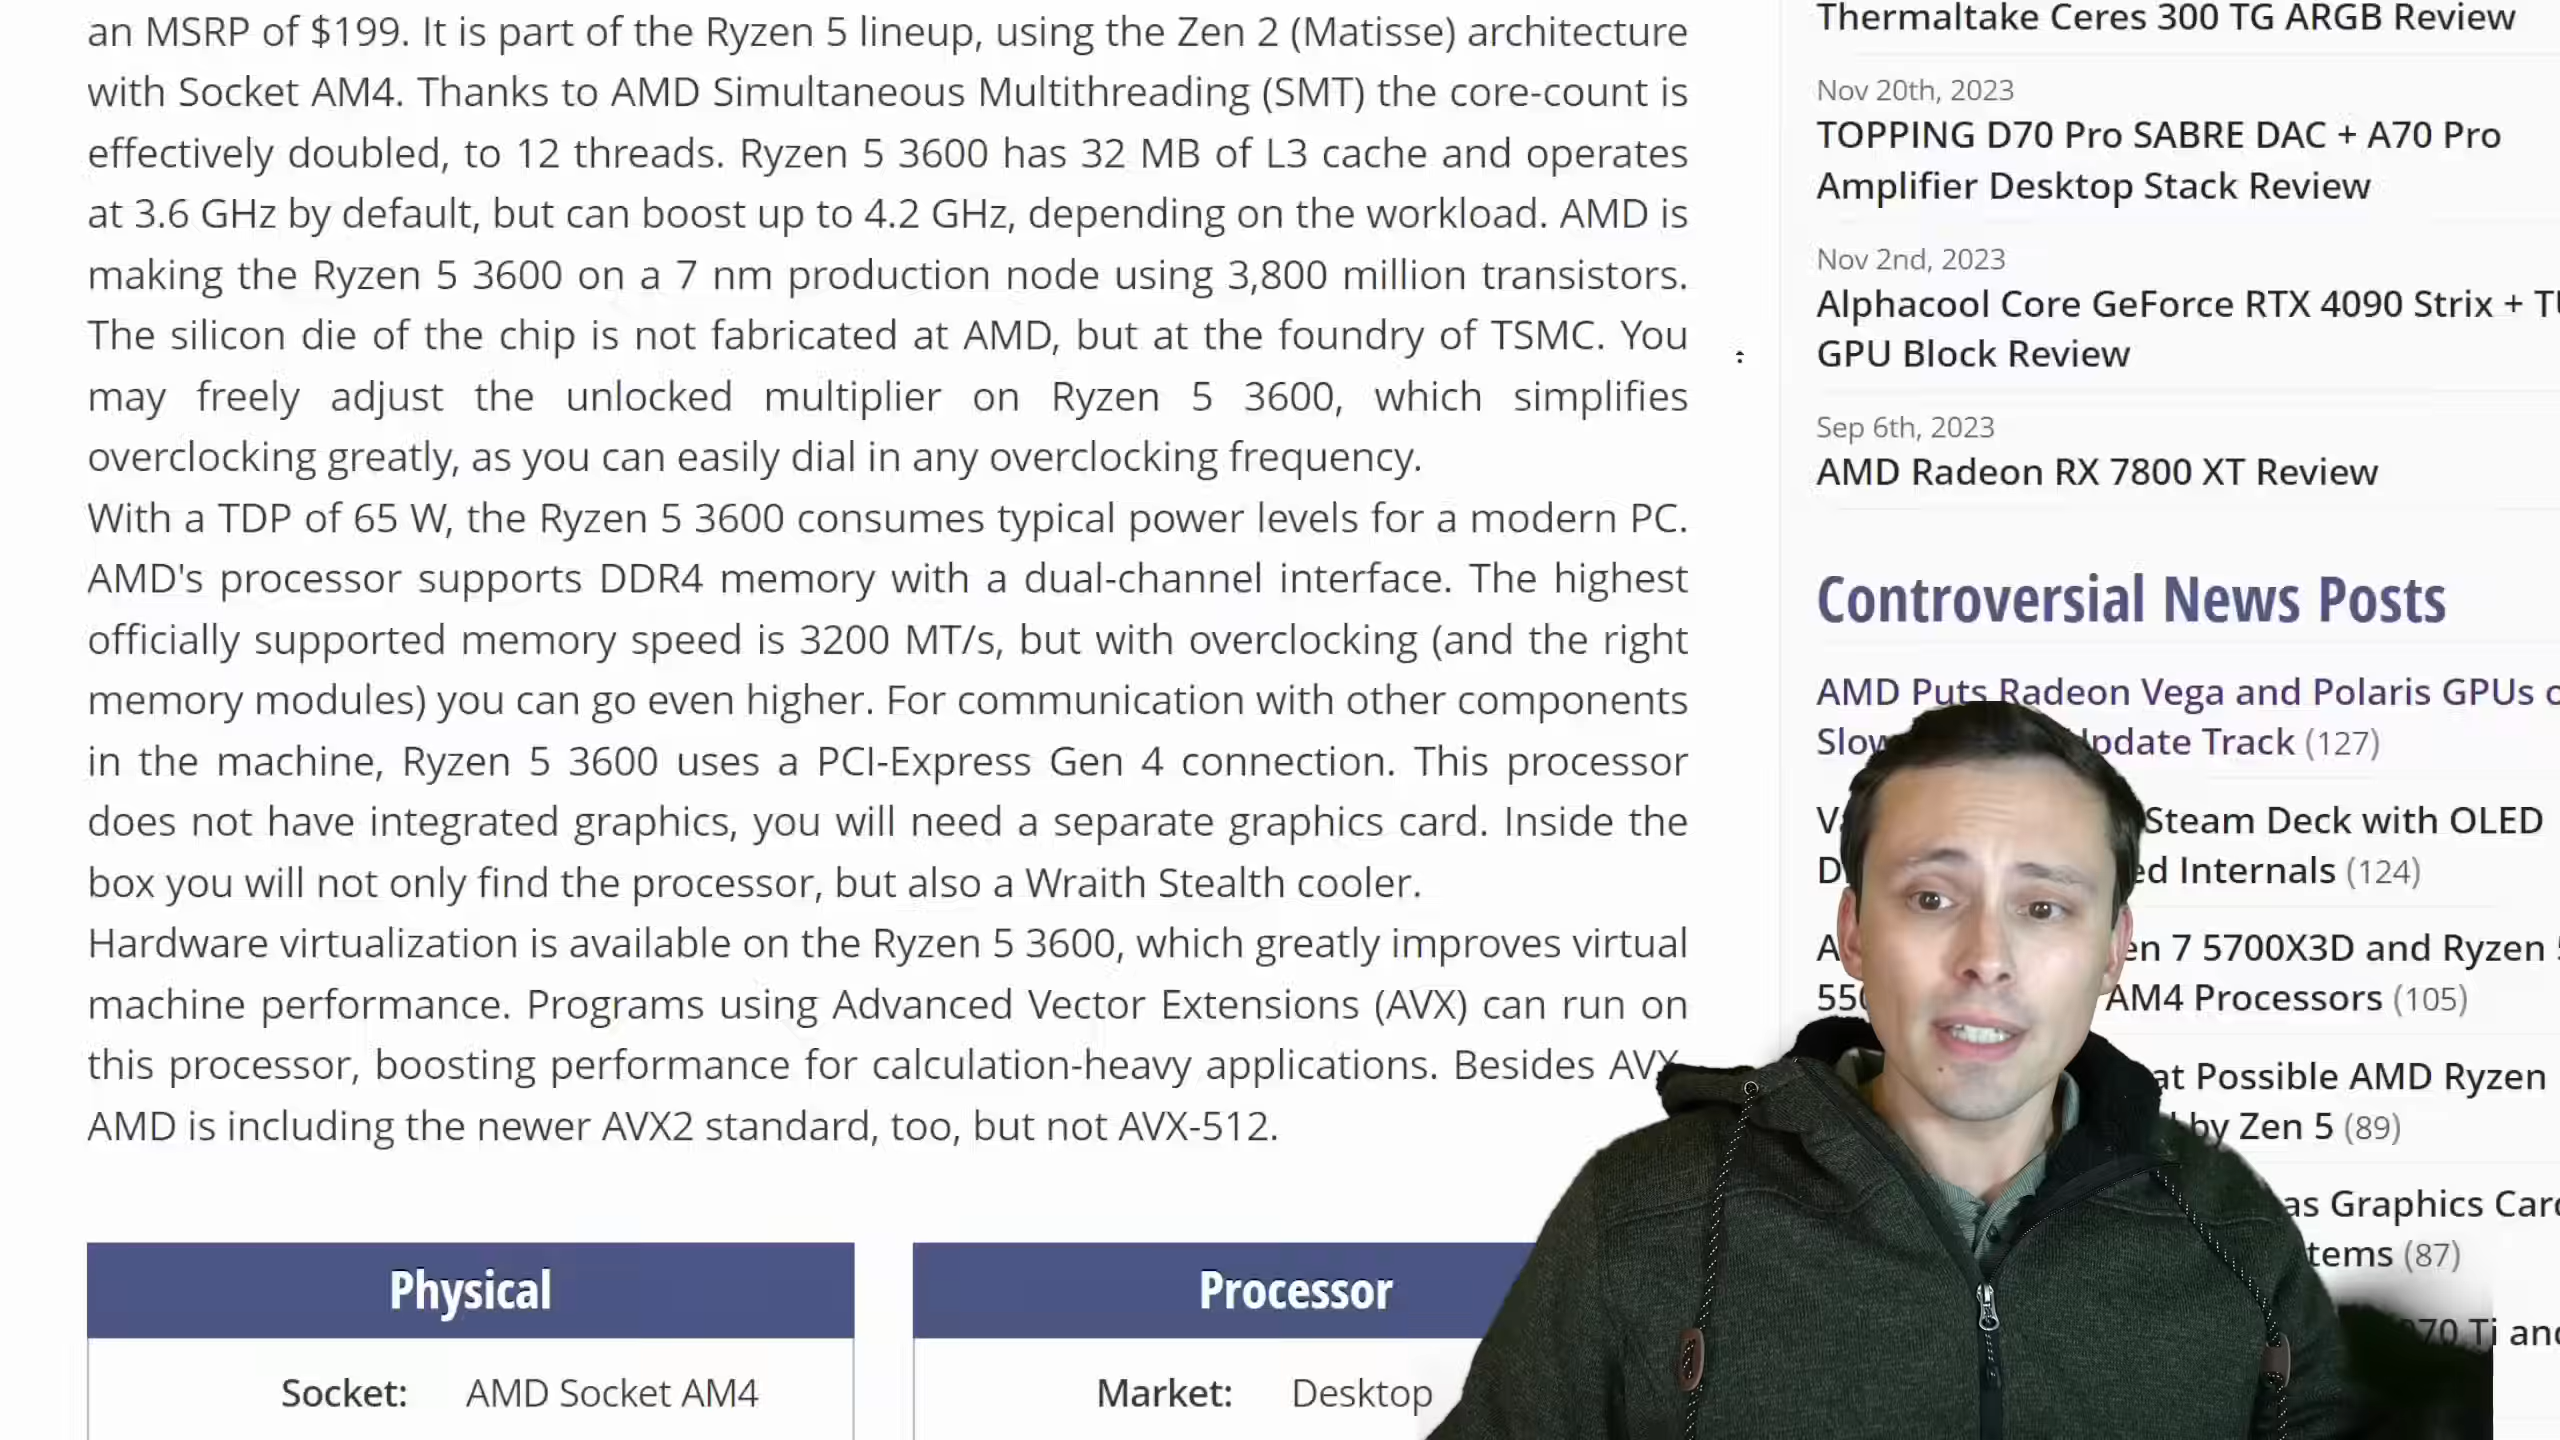 an MSRP of $199. It is part of the Ryzen 5 lineup, using the Zen 2 (Matisse) architecture
with Socket AM4. Thanks to AMD Simultaneous Multithreading (SMT) the core-count is
effectively doubled, to 12 threads. Ryzen 5 3600 has 32 MB of L3 cache and operates
at 3.6 GHz by default, but can boost up to 4.2 GHz, depending on the workload. AMD is
making the Ryzen 5 3600 on a 7 nm production node using 3,800 million transistors.
The silicon die of the chip is not fabricated at AMD, but at the foundry of TSMC. You
may freely adjust the unlocked multiplier on Ryzen 5 3600, which simplifies
overclocking greatly, as you can easily dial in any overclocking frequency.
With a TDP of 65 W, the Ryzen 5 3600 consumes typical power levels for a modern PC.
AMD's processor supports DDR4 memory with a dual-channel interface. The highest
officially supported memory speed is 3200 MT/s, but with overclocking (and the right
memory modules) you can go even higher. For communication with other components
in the machine, Ryzen 5 3600 uses a PCI-Express Gen 4 connection. This processor
does not have integrated graphics, you will need a separate graphics card. Inside the
box you will not only find the processor, but also a Wraith Stealth cooler.
Hardware virtualization is available on the Ryzen 5 3600, which greatly improves virtual
machine performance. Programs using Advanced Vector Extensions (AVX) can run on
this processor, boosting performance for calculation-heavy applications. Besides AVX
AMD is including the newer AVX2 standard, too, but not AVX-512.
Physical
Socket: AMD Socket AM4
Processor
Market: Desktop
Thermaltake Ceres 300 TG ARGB Review
Nov 20th, 2023
TOPPING D70 Pro SABRE DAC + A70 Pro
Amplifier Desktop Stack Review
Nov 2nd, 2023
Alphacool Core GeForce RTX 4090 Strix +
GPU Block Review
Sep 6th, 2023
AMD Radeon RX 7800 XT Review
Controversial News Posts
AMD Puts Radeon Vega and Polaris GPUs
Update Track (127)
Steam Deck with OLED
Internals (124)
7 5700X3D and Ryzen
AM4 Processors (105)
at Possible AMD Ryzen
by Zen 5 (89)
as Graphics
(87)
Ti